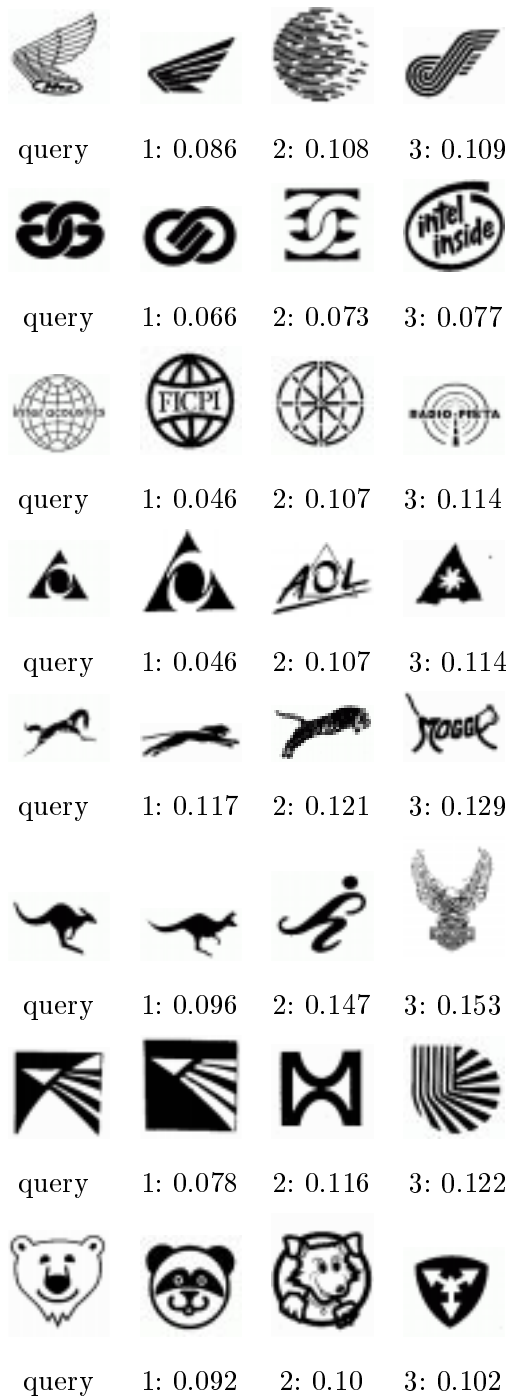 query 1: 0.086 2: 0.108 3: 0.109
intel
inside
query 1: 0.066 2: 0.073 3: 0.077
inter acoustics FICPI RADIO-PISTA
query 1: 0.046 2: 0.107 3: 0.114
AOL
query 1: 0.046 2: 0.107 3: 0.114
MOGGL
query 1: 0.117 2: 0.121 3: 0.129
query 1: 0.096 2: 0.147 3: 0.153
query 1: 0.078 2: 0.116 3: 0.122
query 1: 0.092 2: 0.10 3: 0.102